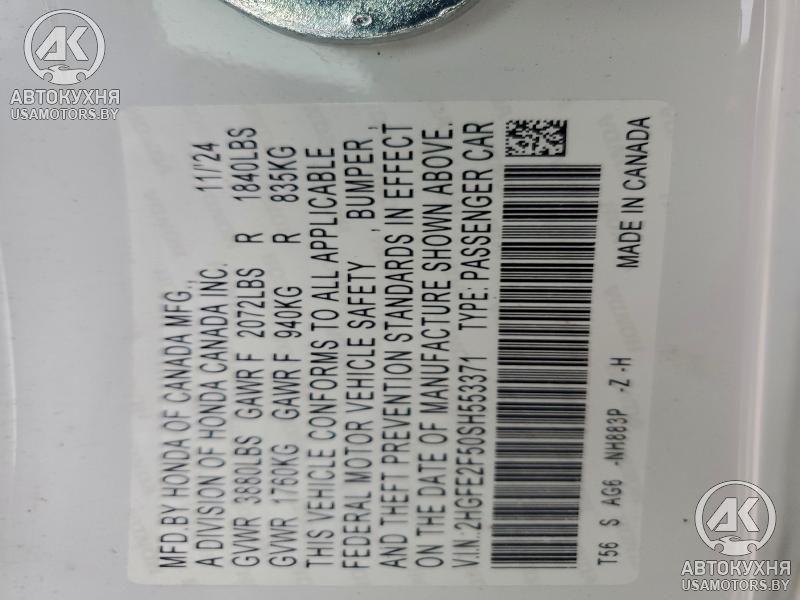 AK
АВТОКУХНЯ
USAMOTORS.BY
MFD.BY HONDA OF CANADA MFG., 11/24
A DIVISION OF HONDA CANADA INC.
GVWR 3880LBS GAWR F 2072LBS R 1840LBS
GVWR 1760KG GAWR F 940KG R 835KG
THIS VEHICLE CONFORMS TO ALL APPLICABLE
FEDERAL MOTOR VEHICLE SAFETY , BUMPER ,
AND THEFT PREVENTION STANDARDS IN EFFECT
ON THE DATE OF MANUFACTURE SHOWN ABOVE.
V.I.N.:2HGFE2F50SH553371 TYPE: PASSENGER CAR
T56 S AG6 -NH883P -Z -H MADE IN CANADA
AK
АВТОКУХНЯ
USAMOTORS.BY